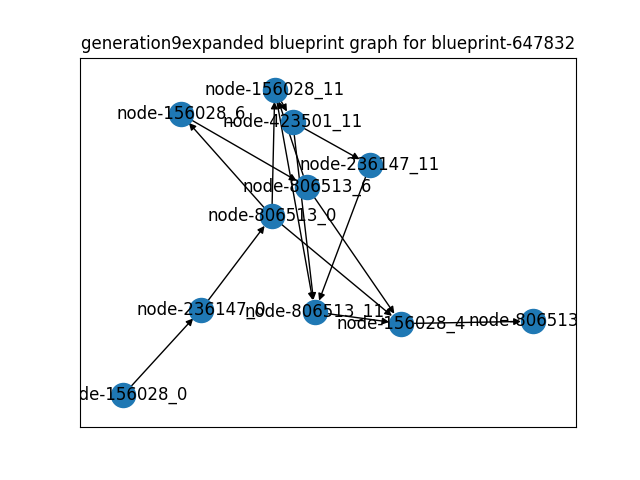 generation9expanded blueprint graph for blueprint-647832
node-156028_11
node-156028_6
node-423501_11
node-236147_11
node-806513_6
node-806513_0
node-236147_0
node-806513_11
node-156028_4
node-806513
de-156028_0